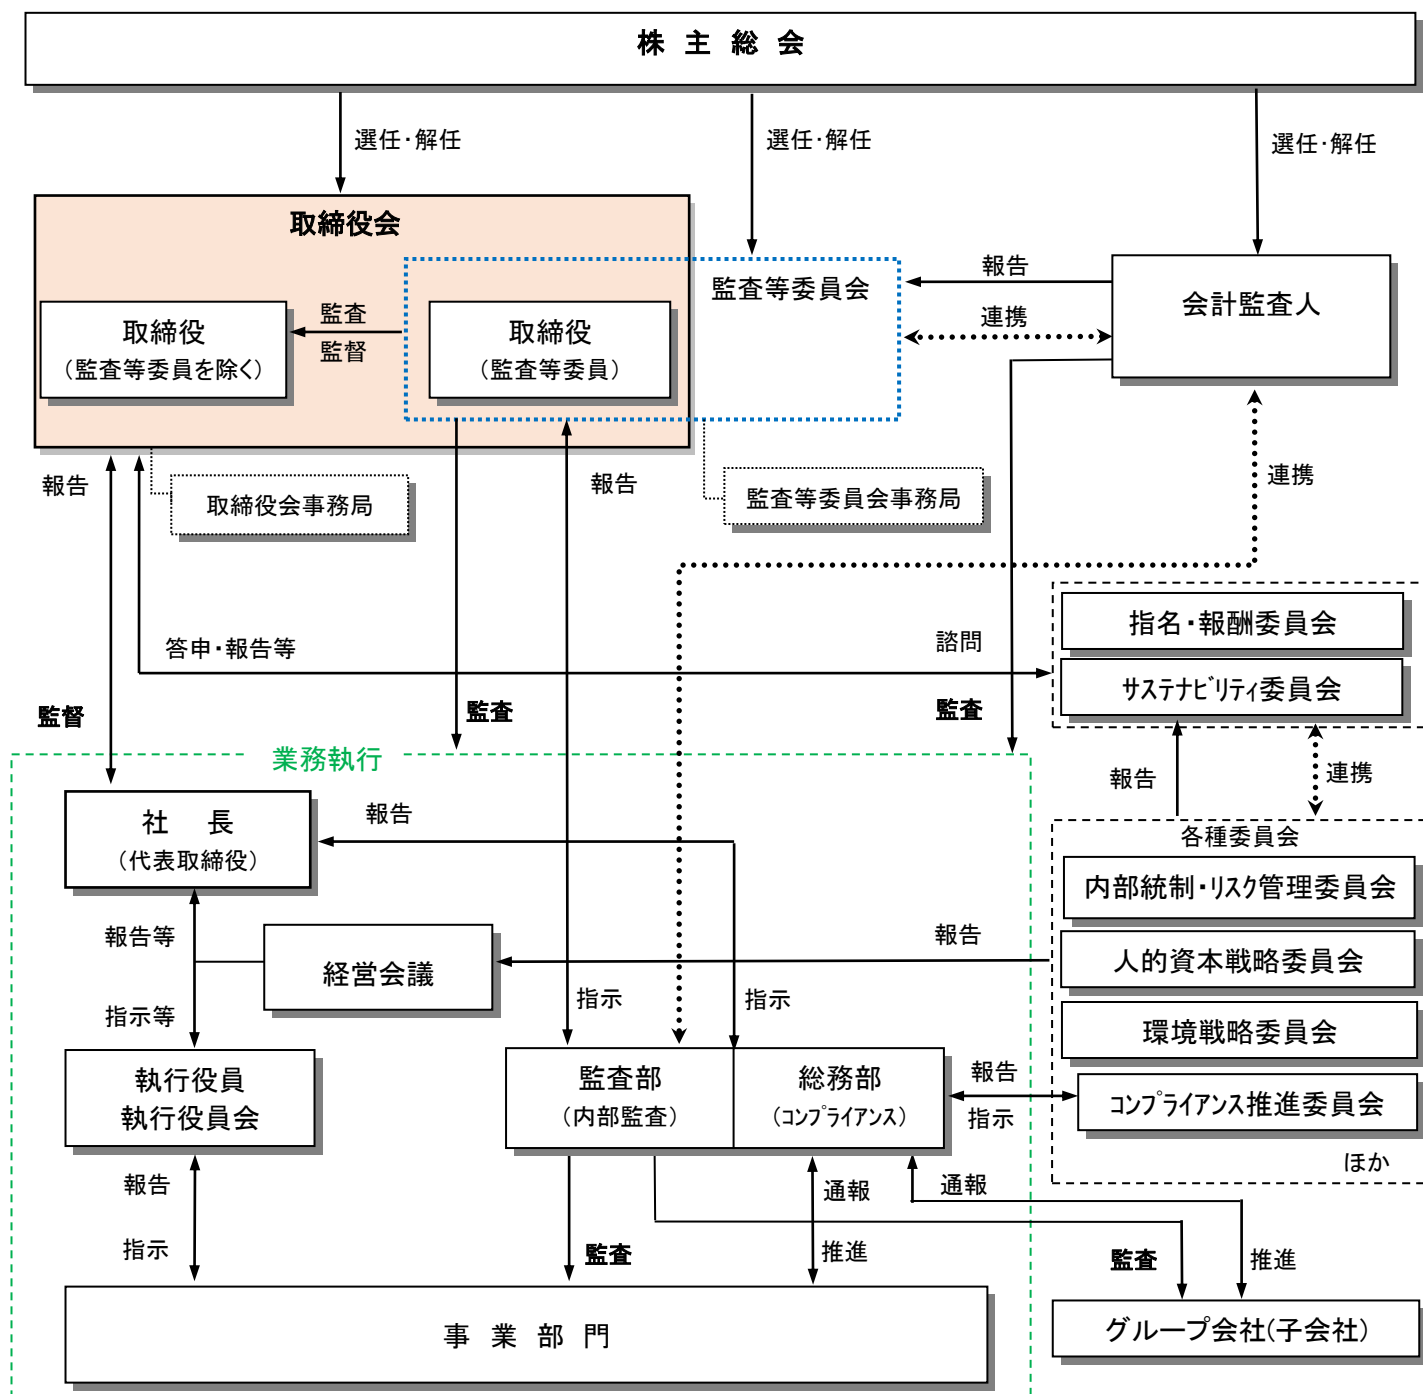 株主総会
選任・解任
選任・解任
選任・解任
取締役会
監査等委員会
報告
会計監査人
連携
取締役
(監査等委員を除く)
監査
監督
取締役
(監査等委員)
報告
取締役会事務局
報告
監査等委員会事務局
連携
答申・報告等
諮問
指名・報酬委員会
サステナビリティ委員会
監督
監査
監査
業務執行
報告
連携
社長
(代表取締役)
報告
各種委員会
内部統制・リスク管理委員会
報告等
経営会議
報告
人的資本戦略委員会
指示等
指示
指示
環境戦略委員会
執行役員
執行役員会
監査部
(内部監査)
総務部
(コンプライアンス)
報告
指示
コンプライアンス推進委員会
ほか
報告
通報
通報
指示
監査
推進
監査
推進
事業部門
グループ会社(子会社)